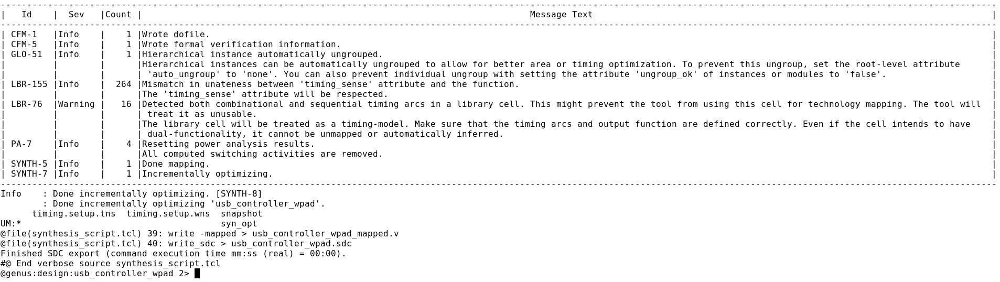 --------------------------------------------------------------------------------------------------------------------------------------------------------------------------------------------
|   Id    |  Sev   |Count |                                                                          Message Text                                                                            |
--------------------------------------------------------------------------------------------------------------------------------------------------------------------------------------------
| CFM-1   |Info    |    1 |Wrote dofile. |
| CFM-5   |Info    |    1 |Wrote formal verification information. |
| GLO-51  |Info    |    1 |Hierarchical instance automatically ungrouped. |
|         |        |      |Hierarchical instances can be automatically ungrouped to allow for better area or timing optimization. To prevent this ungroup, set the root-level attribute |
|         |        |      | 'auto_ungroup' to 'none'. You can also prevent individual ungroup with setting the attribute 'ungroup_ok' of instances or modules to 'false'. |
| LBR-155 |Info    |  264 |Mismatch in unateness between 'timing_sense' attribute and the function. |
|         |        |      |The 'timing_sense' attribute will be respected. |
| LBR-76  |Warning |   16 |Detected both combinational and sequential timing arcs in a library cell. This might prevent the tool from using this cell for technology mapping. The tool will |
|         |        |      | treat it as unusable. |
|         |        |      |The library cell will be treated as a timing-model. Make sure that the timing arcs and output function are defined correctly. Even if the cell intends to have |
|         |        |      | dual-functionality, it cannot be unmapped or automatically inferred. |
| PA-7    |Info    |    4 |Resetting power analysis results. |
|         |        |      |All computed switching activities are removed. |
| SYNTH-5 |Info    |    1 |Done mapping. |
| SYNTH-7 |Info    |    1 |Incrementally optimizing. |
--------------------------------------------------------------------------------------------------------------------------------------------------------------------------------------------
Info    : Done incrementally optimizing. [SYNTH-8]
        : Done incrementally optimizing 'usb_controller_wpad'.
      timing.setup.tns  timing.setup.wns  snapshot
UM:*                                      syn_opt
@file(synthesis_script.tcl) 39: write -mapped > usb_controller_wpad_mapped.v
@file(synthesis_script.tcl) 40: write_sdc > usb_controller_wpad.sdc
Finished SDC export (command execution time mm:ss (real) = 00:00).
#@ End verbose source synthesis_script.tcl
@genus:design:usb_controller_wpad 2>